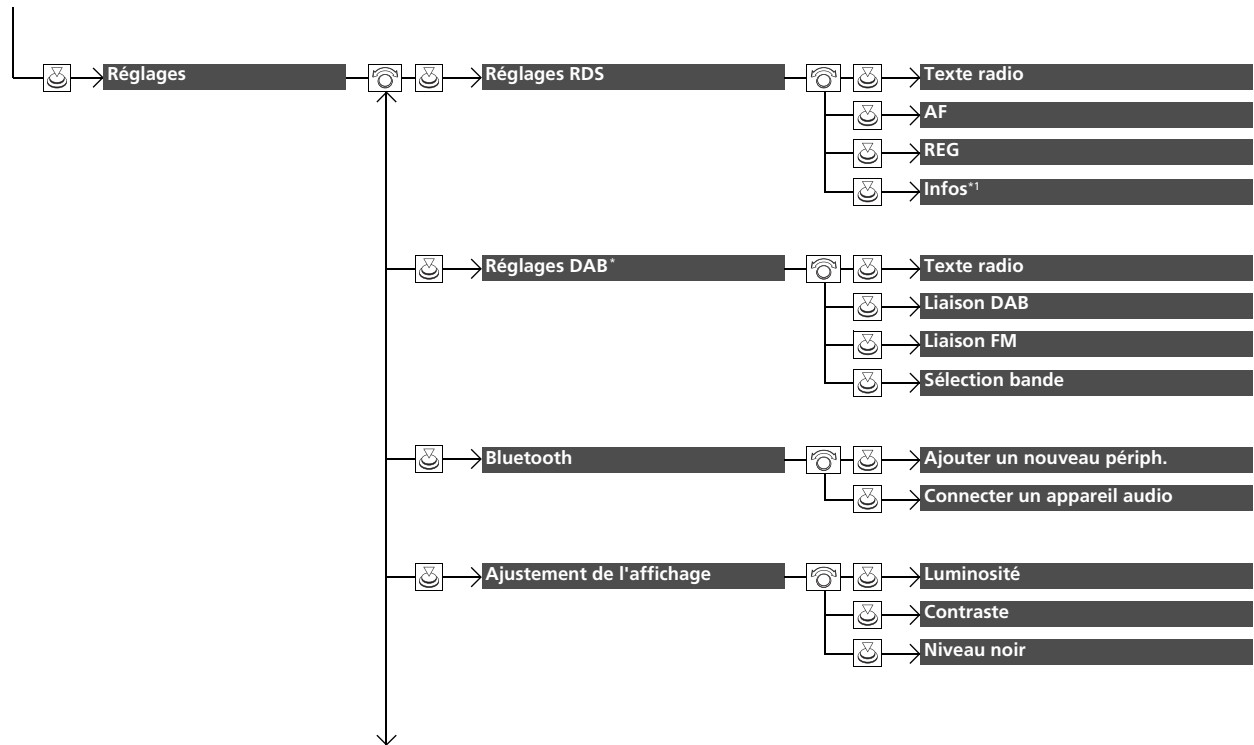 Réglages
Réglages RDS
Texte radio
AF
REG
Infos*1
Réglages DAB*
Texte radio
Liaison DAB
Liaison FM
Sélection bande
Bluetooth
Ajouter un nouveau périph.
Connecter un appareil audio
Ajustement de l'affichage
Luminosité
Contraste
Niveau noir